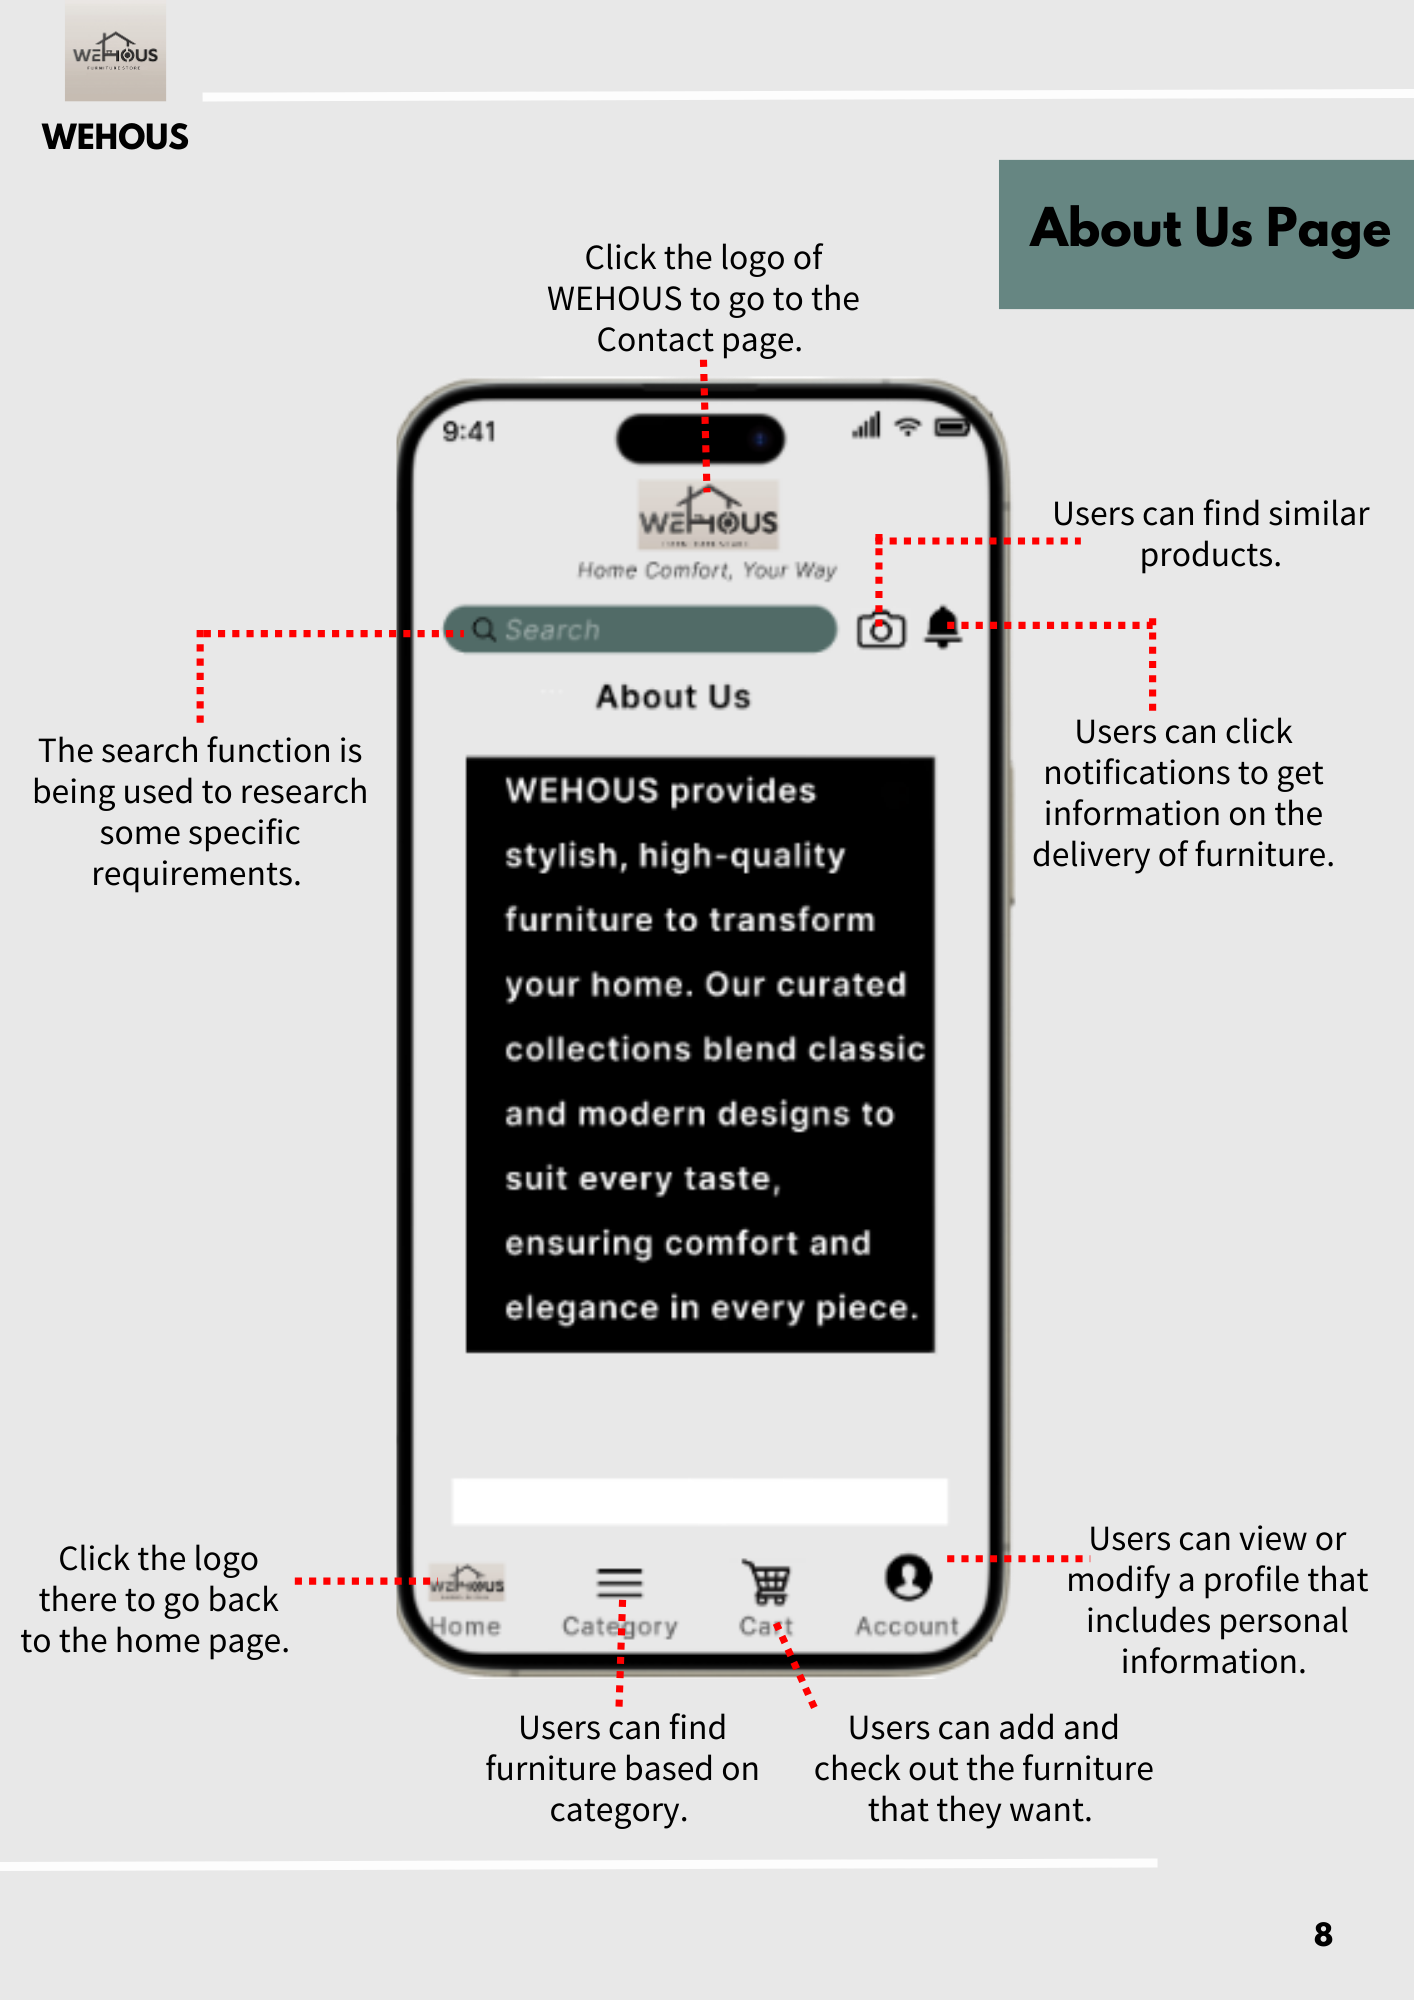 WEHOUS
FURNITURE STORE
WEHOUS
About Us Page
Click the logo of
WEHOUS to go to the
Contact page.
9:41
WEHOUS
Home Comfort, Your Way
Users can find similar
products.
Search
About Us
The search function is
being used to research
some specific
requirements.
Users can click
notifications to get
information on the
delivery of furniture.
WEHOUS provides
stylish, high-quality
furniture to transform
your home. Our curated
collections blend classic
and modern designs to
suit every taste,
ensuring comfort and
elegance in every piece.
Click the logo
there to go back
to the home page.
WEHOUS
Home
Category
Cart
Account
Users can view or
modify a profile that
includes personal
information.
Users can find
furniture based on
category.
Users can add and
check out the furniture
that they want.
8